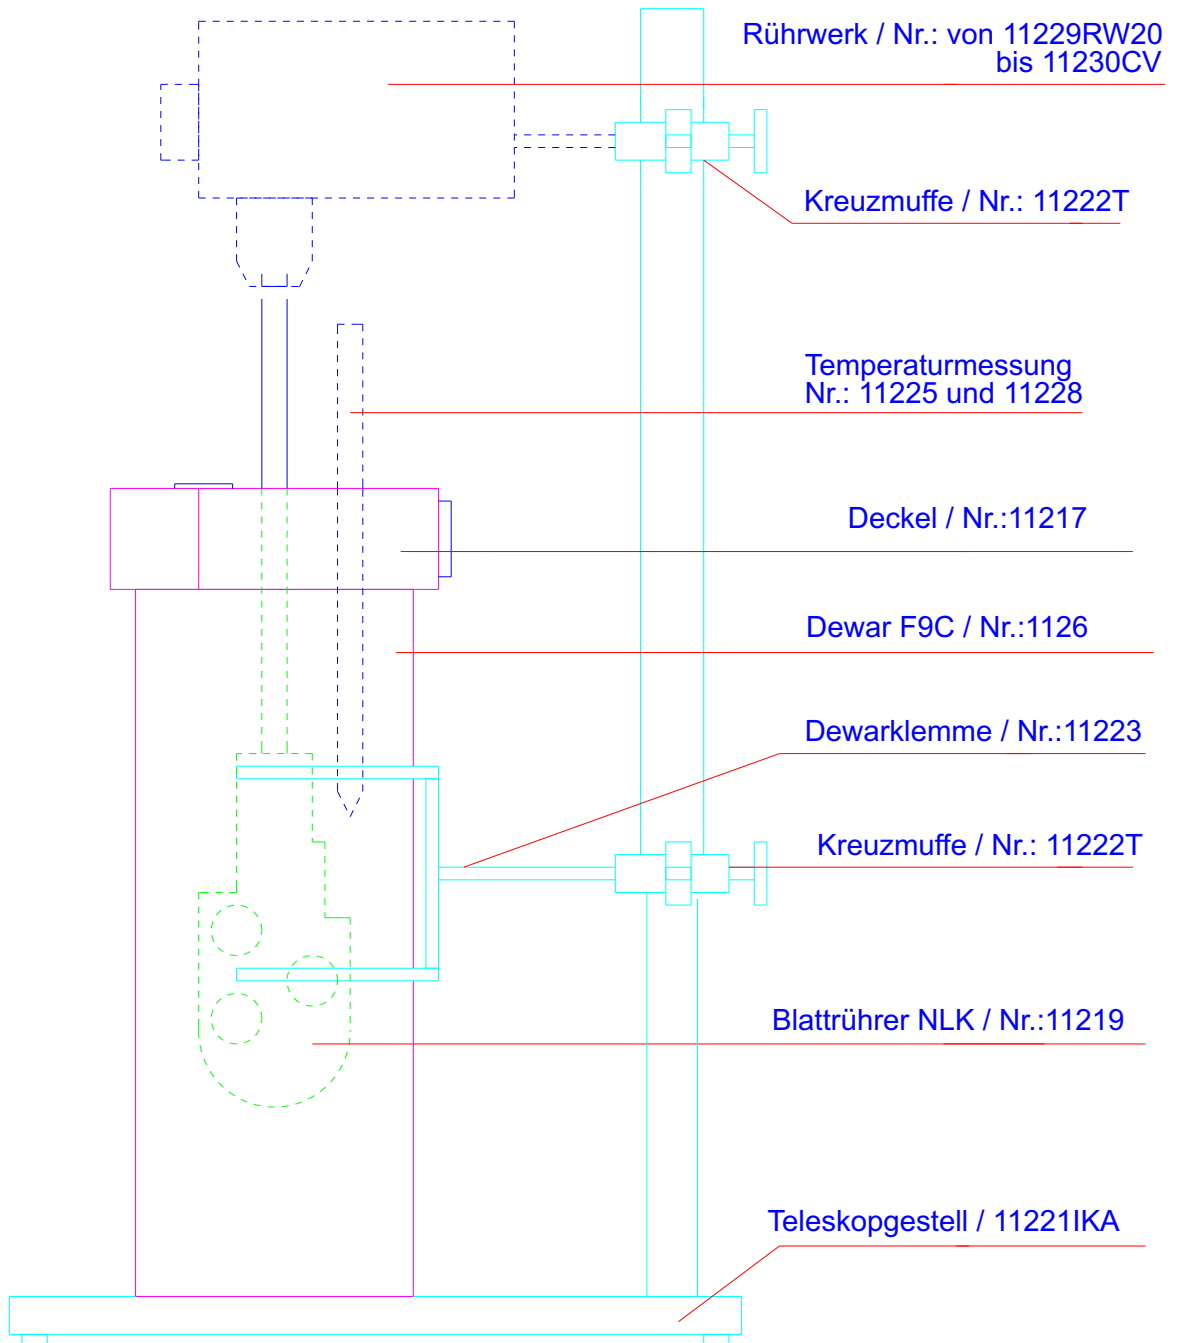 Rührwerk / Nr.: von 11229RW20
bis 11230CV
Kreuzmuffe / Nr.: 11222T
Temperaturmessung
Nr.: 11225 und 11228
Deckel / Nr.:11217
Dewar F9C / Nr.:1126
Dewarklemme / Nr.:11223
Kreuzmuffe / Nr.: 11222T
Blattrührer NLK / Nr.:11219
Teleskopgestell / 11221IKA